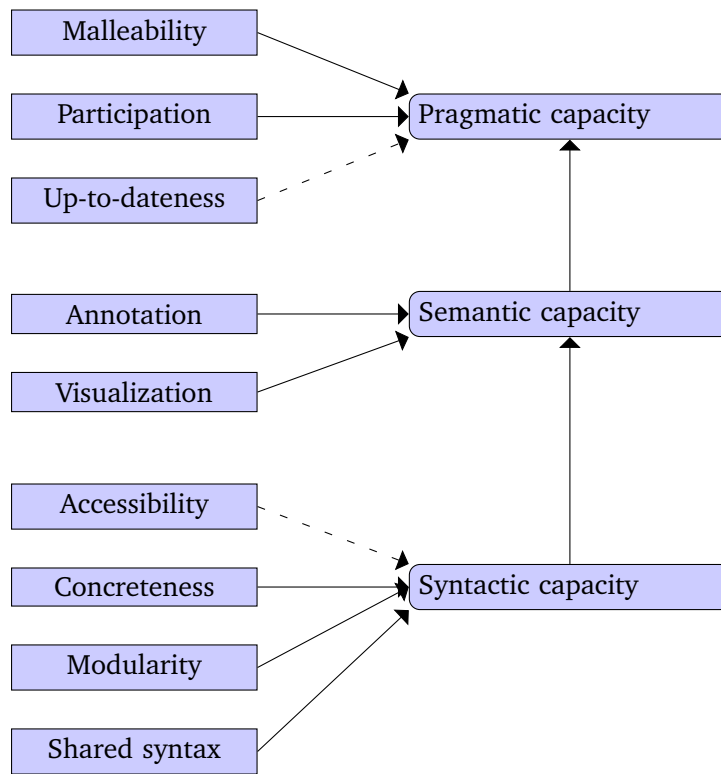 Malleability
Participation
Pragmatic capacity
Up-to-dateness
Annotation
Semantic capacity
Visualization
Accessibility
Concreteness
Syntactic capacity
Modularity
Shared syntax